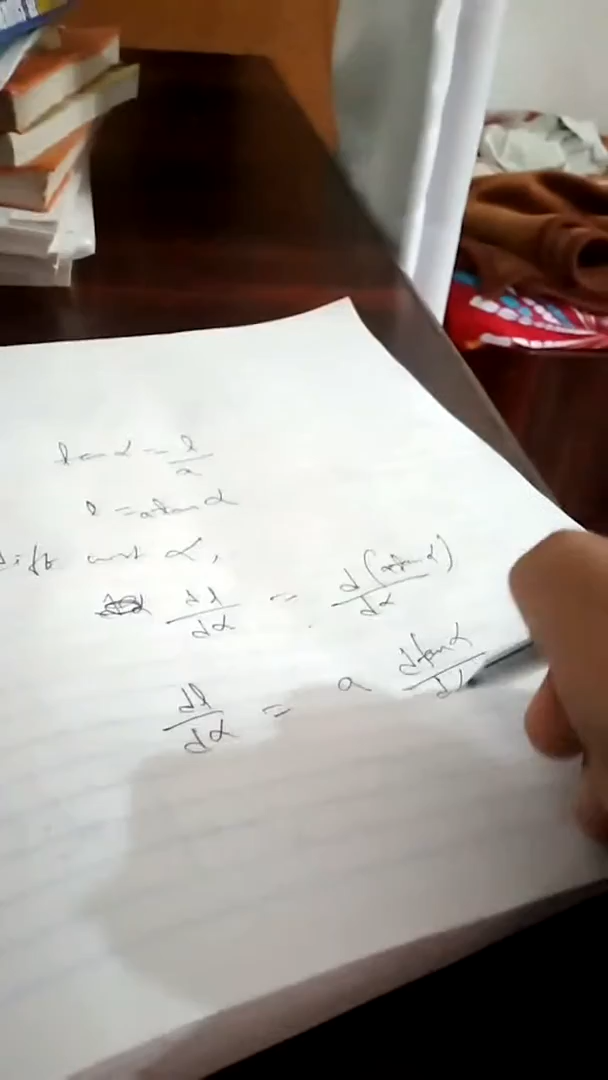 tan α = l/a
l = a tan α
diff wrt α,
dl/dα = d(a tan α)/dα
dl/dα = a d tan α/dα